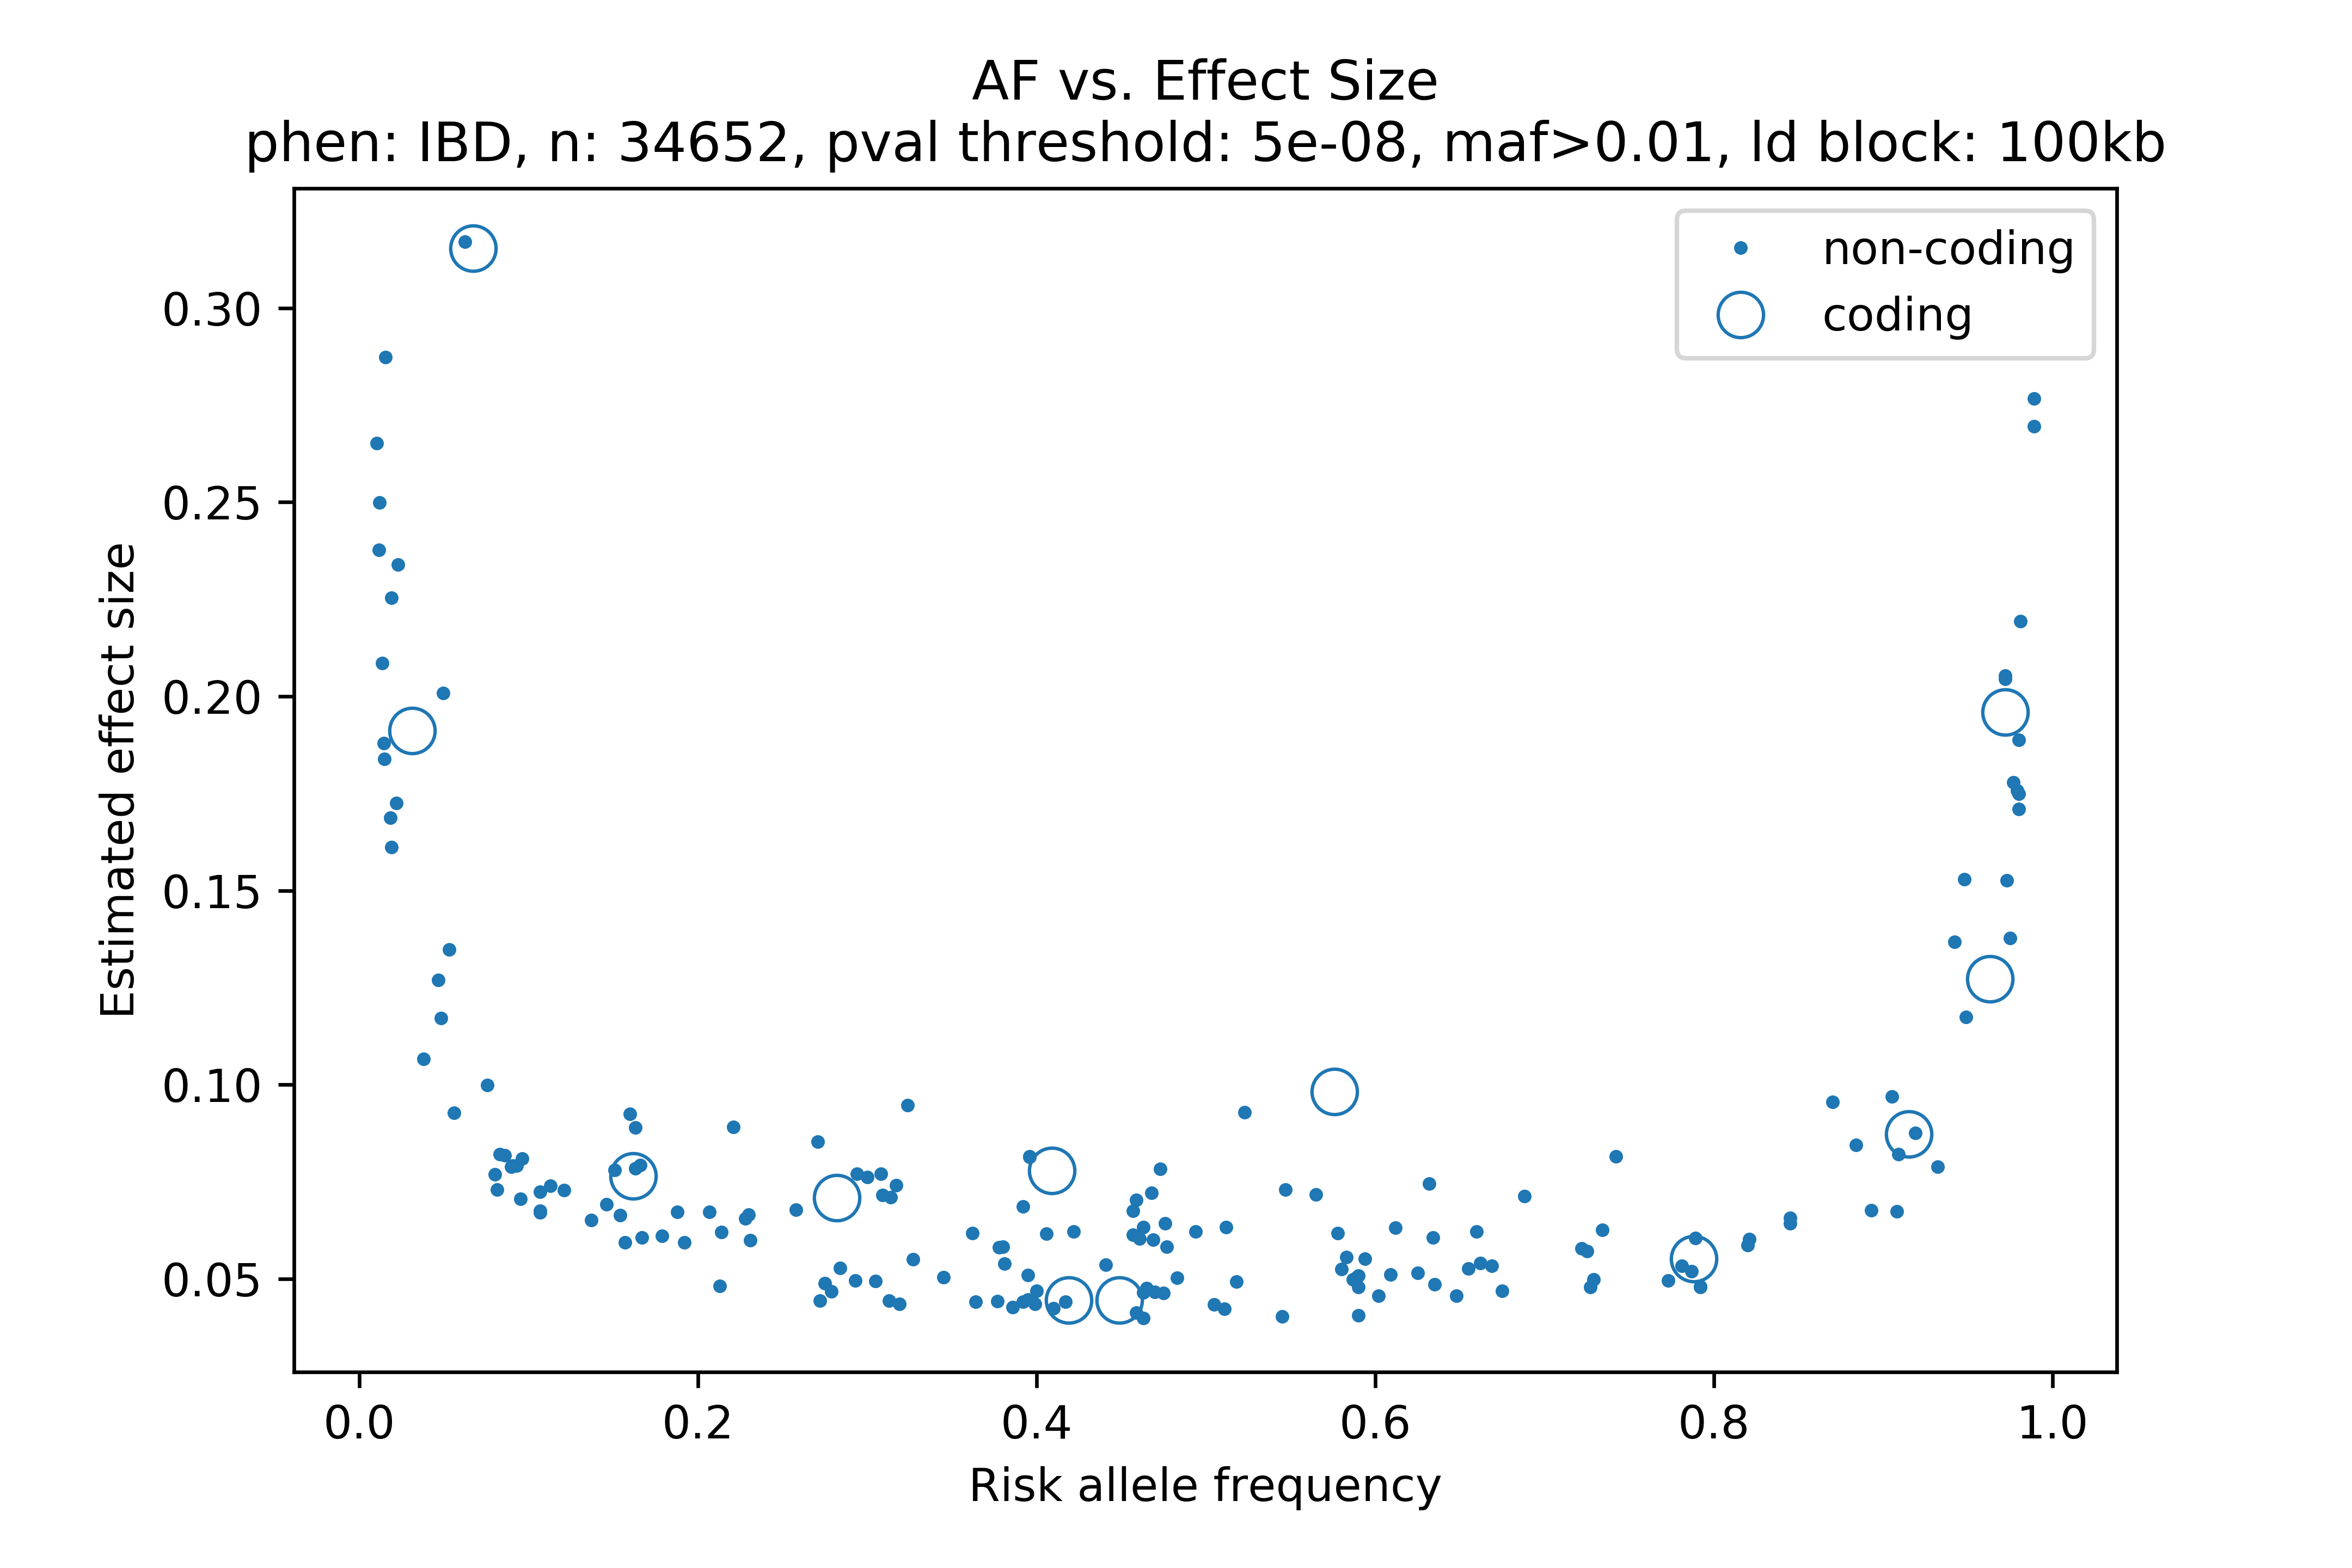 AF vs. Effect Size
phen: IBD, n: 34652, pval threshold: 5e-08, maf>0.01, ld block: 100kb
non-coding
coding
0.30
0.25
0.20
0.15
0.10
0.05
Estimated effect size
0.0 0.2 0.4 0.6 0.8 1.0
Risk allele frequency